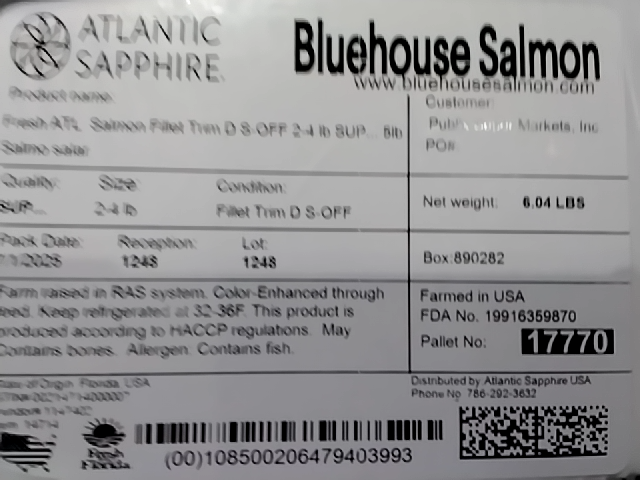 ATLANTIC
SAPPHIRE
Bluehouse Salmon
www.bluehousesalmon.com
Product name:
Fresh ATL Salmon Fillet Trim D S-OFF 2-4 lb SUP...
Salmo salar
Customer:
Markets, Inc
PO#:
Quality:
Size:
Condition:
SUP...
2-4 lb
Fillet Trim D S-OFF
Net weight: 6.04 LBS
Pack Date:
Reception:
Lot:
1248
1248
Box:890282
Farm raised in RAS system. Color-Enhanced through
feed. Keep refrigerated at 32-36F. This product is
produced according to HACCP regulations. May
Contains bones. Allergen: Contains fish.
Farmed in USA
FDA No. 19916359870
Pallet No: 17770
State of Origin Florida, USA
Distributed by Atlantic Sapphire USA
Phone No 786-292-3632
14714
Fresh
Florida
(00)108500206479403993